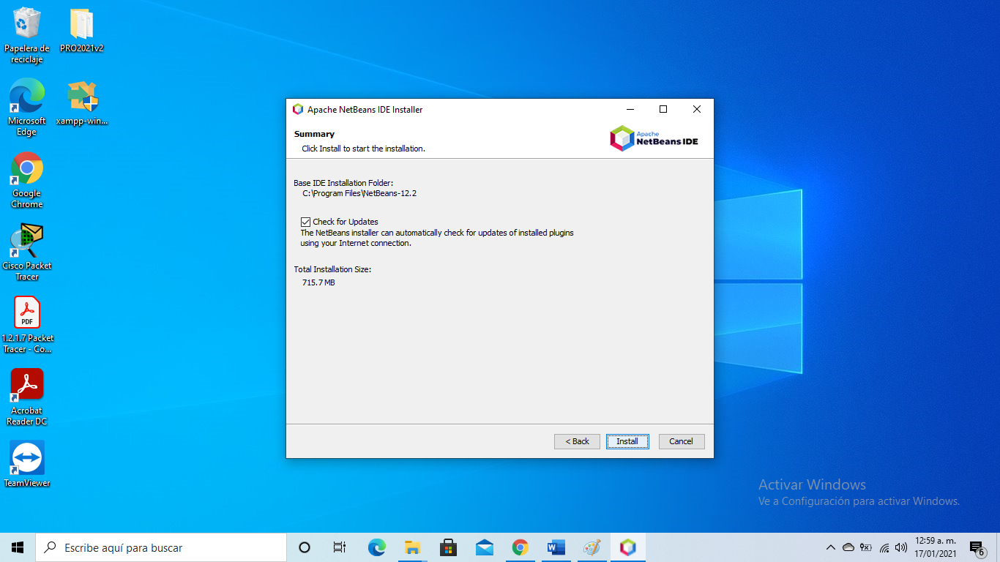 Papelera de
reciclaje
PRO2021v2
Microsoft
Edge
xampp-win...
Google
Chrome
Cisco Packet
Tracer
PDF
1.2.1.7 Packet
Tracer - Co...
Acrobat
Reader DC
TeamViewer
Apache NetBeans IDE Installer
Summary
Click Install to start the installation.
Apache
NetBeans IDE
Base IDE Installation Folder:
C:\Program Files\NetBeans-12.2
Check for Updates
The NetBeans installer can automatically check for updates of installed plugins
using your Internet connection.
Total Installation Size:
715.7 MB
< Back
Install
Cancel
Activar Windows
Ve a Configuración para activar Windows.
Escribe aquí para buscar
W
12:59 a. m.
17/01/2021
6